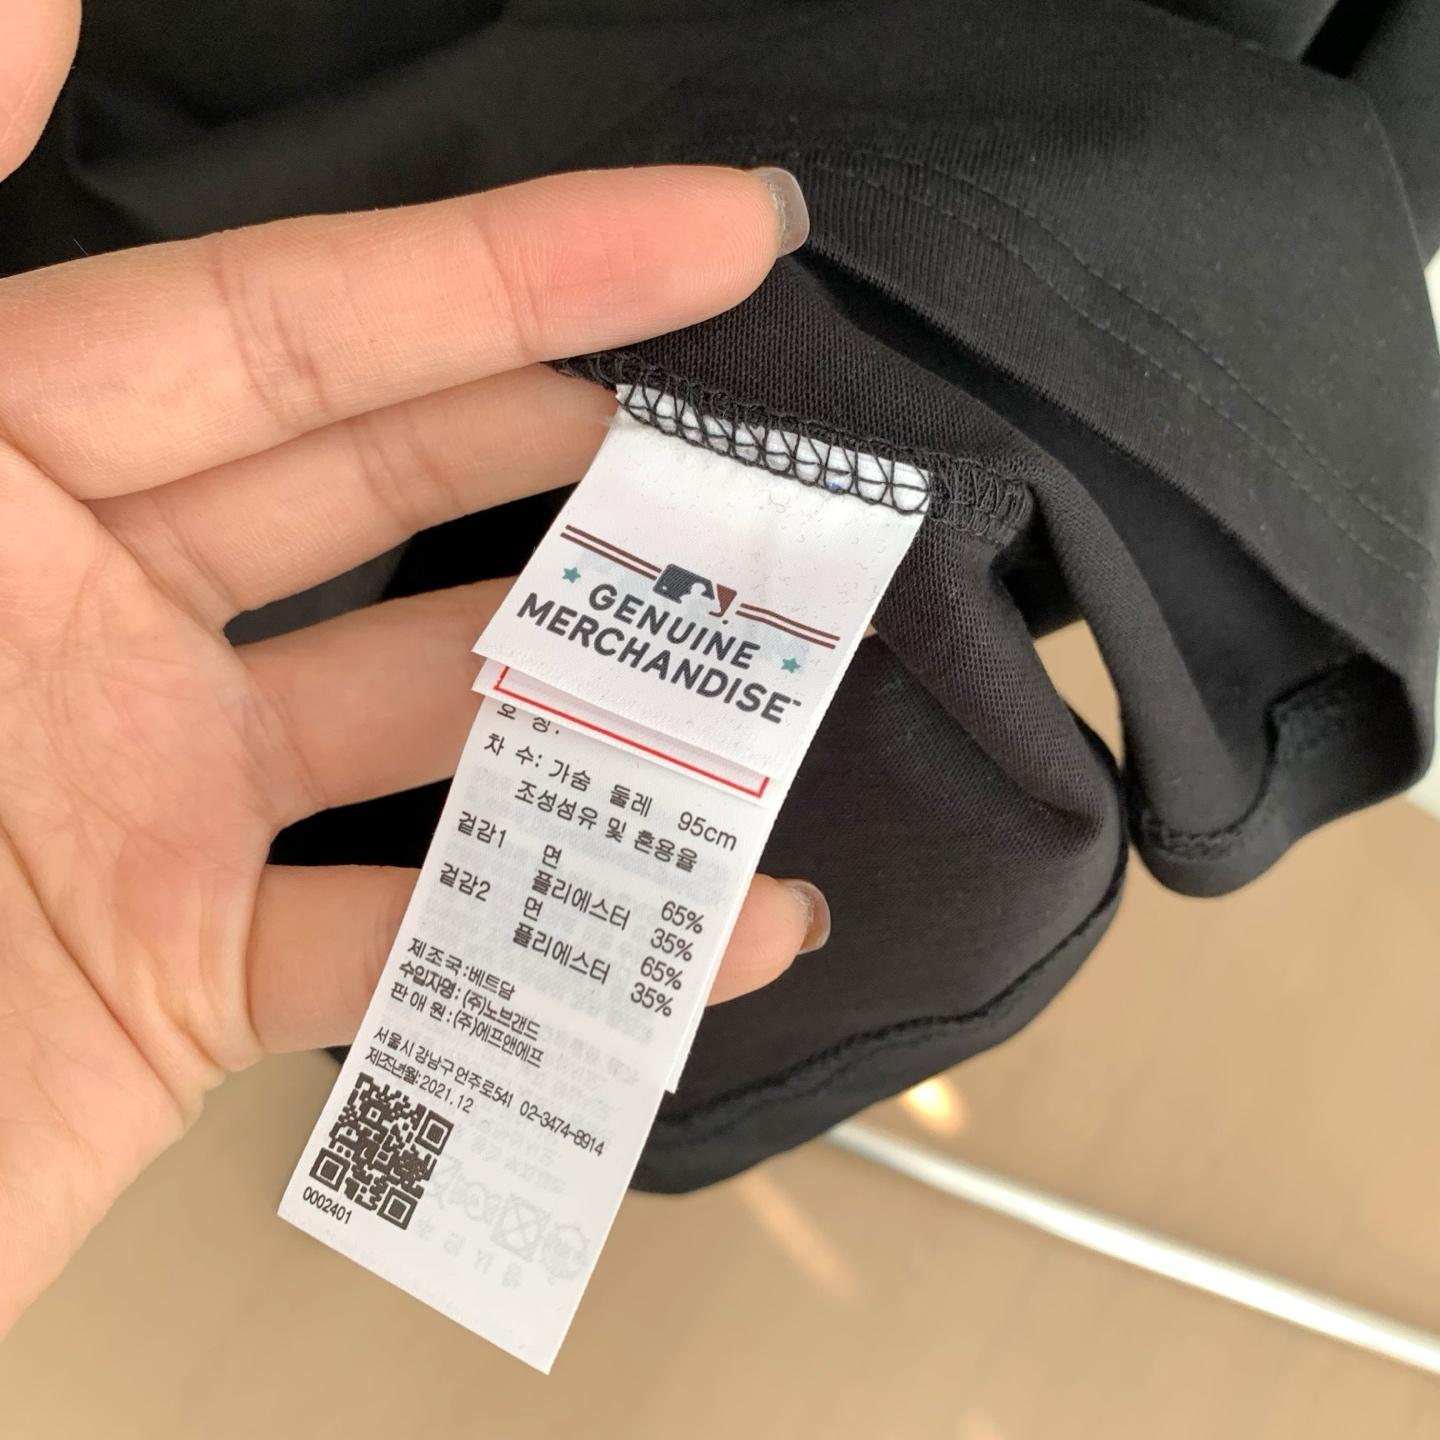 GENUINE
MERCHANDISE™
차 수: 가슴 둘레 95cm
조성섬유 및 혼용율
겉감1 면 65%
폴리에스터 35%
겉감2 면 65%
폴리에스터 35%
제조국:베트남
수입자명: (주)노브랜드
판 매 원 : (주)에프앤에프
서울시 강남구 언주로541 02-3474-8914
제조년월:2021.12
0002401